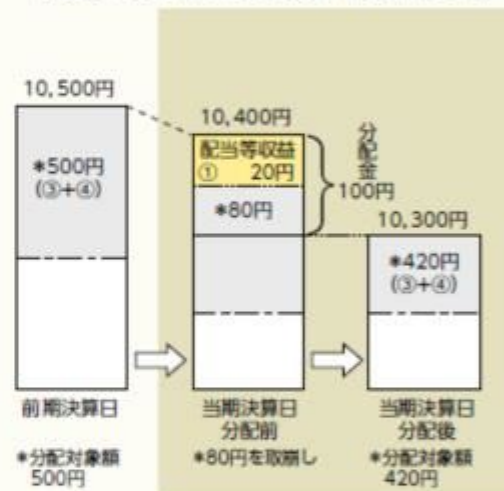 10,500円
10,400円
配当等収益
① 20円
分配金
100円
*500円
(③+④)
*80円
10,300円
*420円
(③+④)
前期決算日
当期決算日
分配前
当期決算日
分配後
*分配対象額
500円
*80円を取崩し
*分配対象額
420円